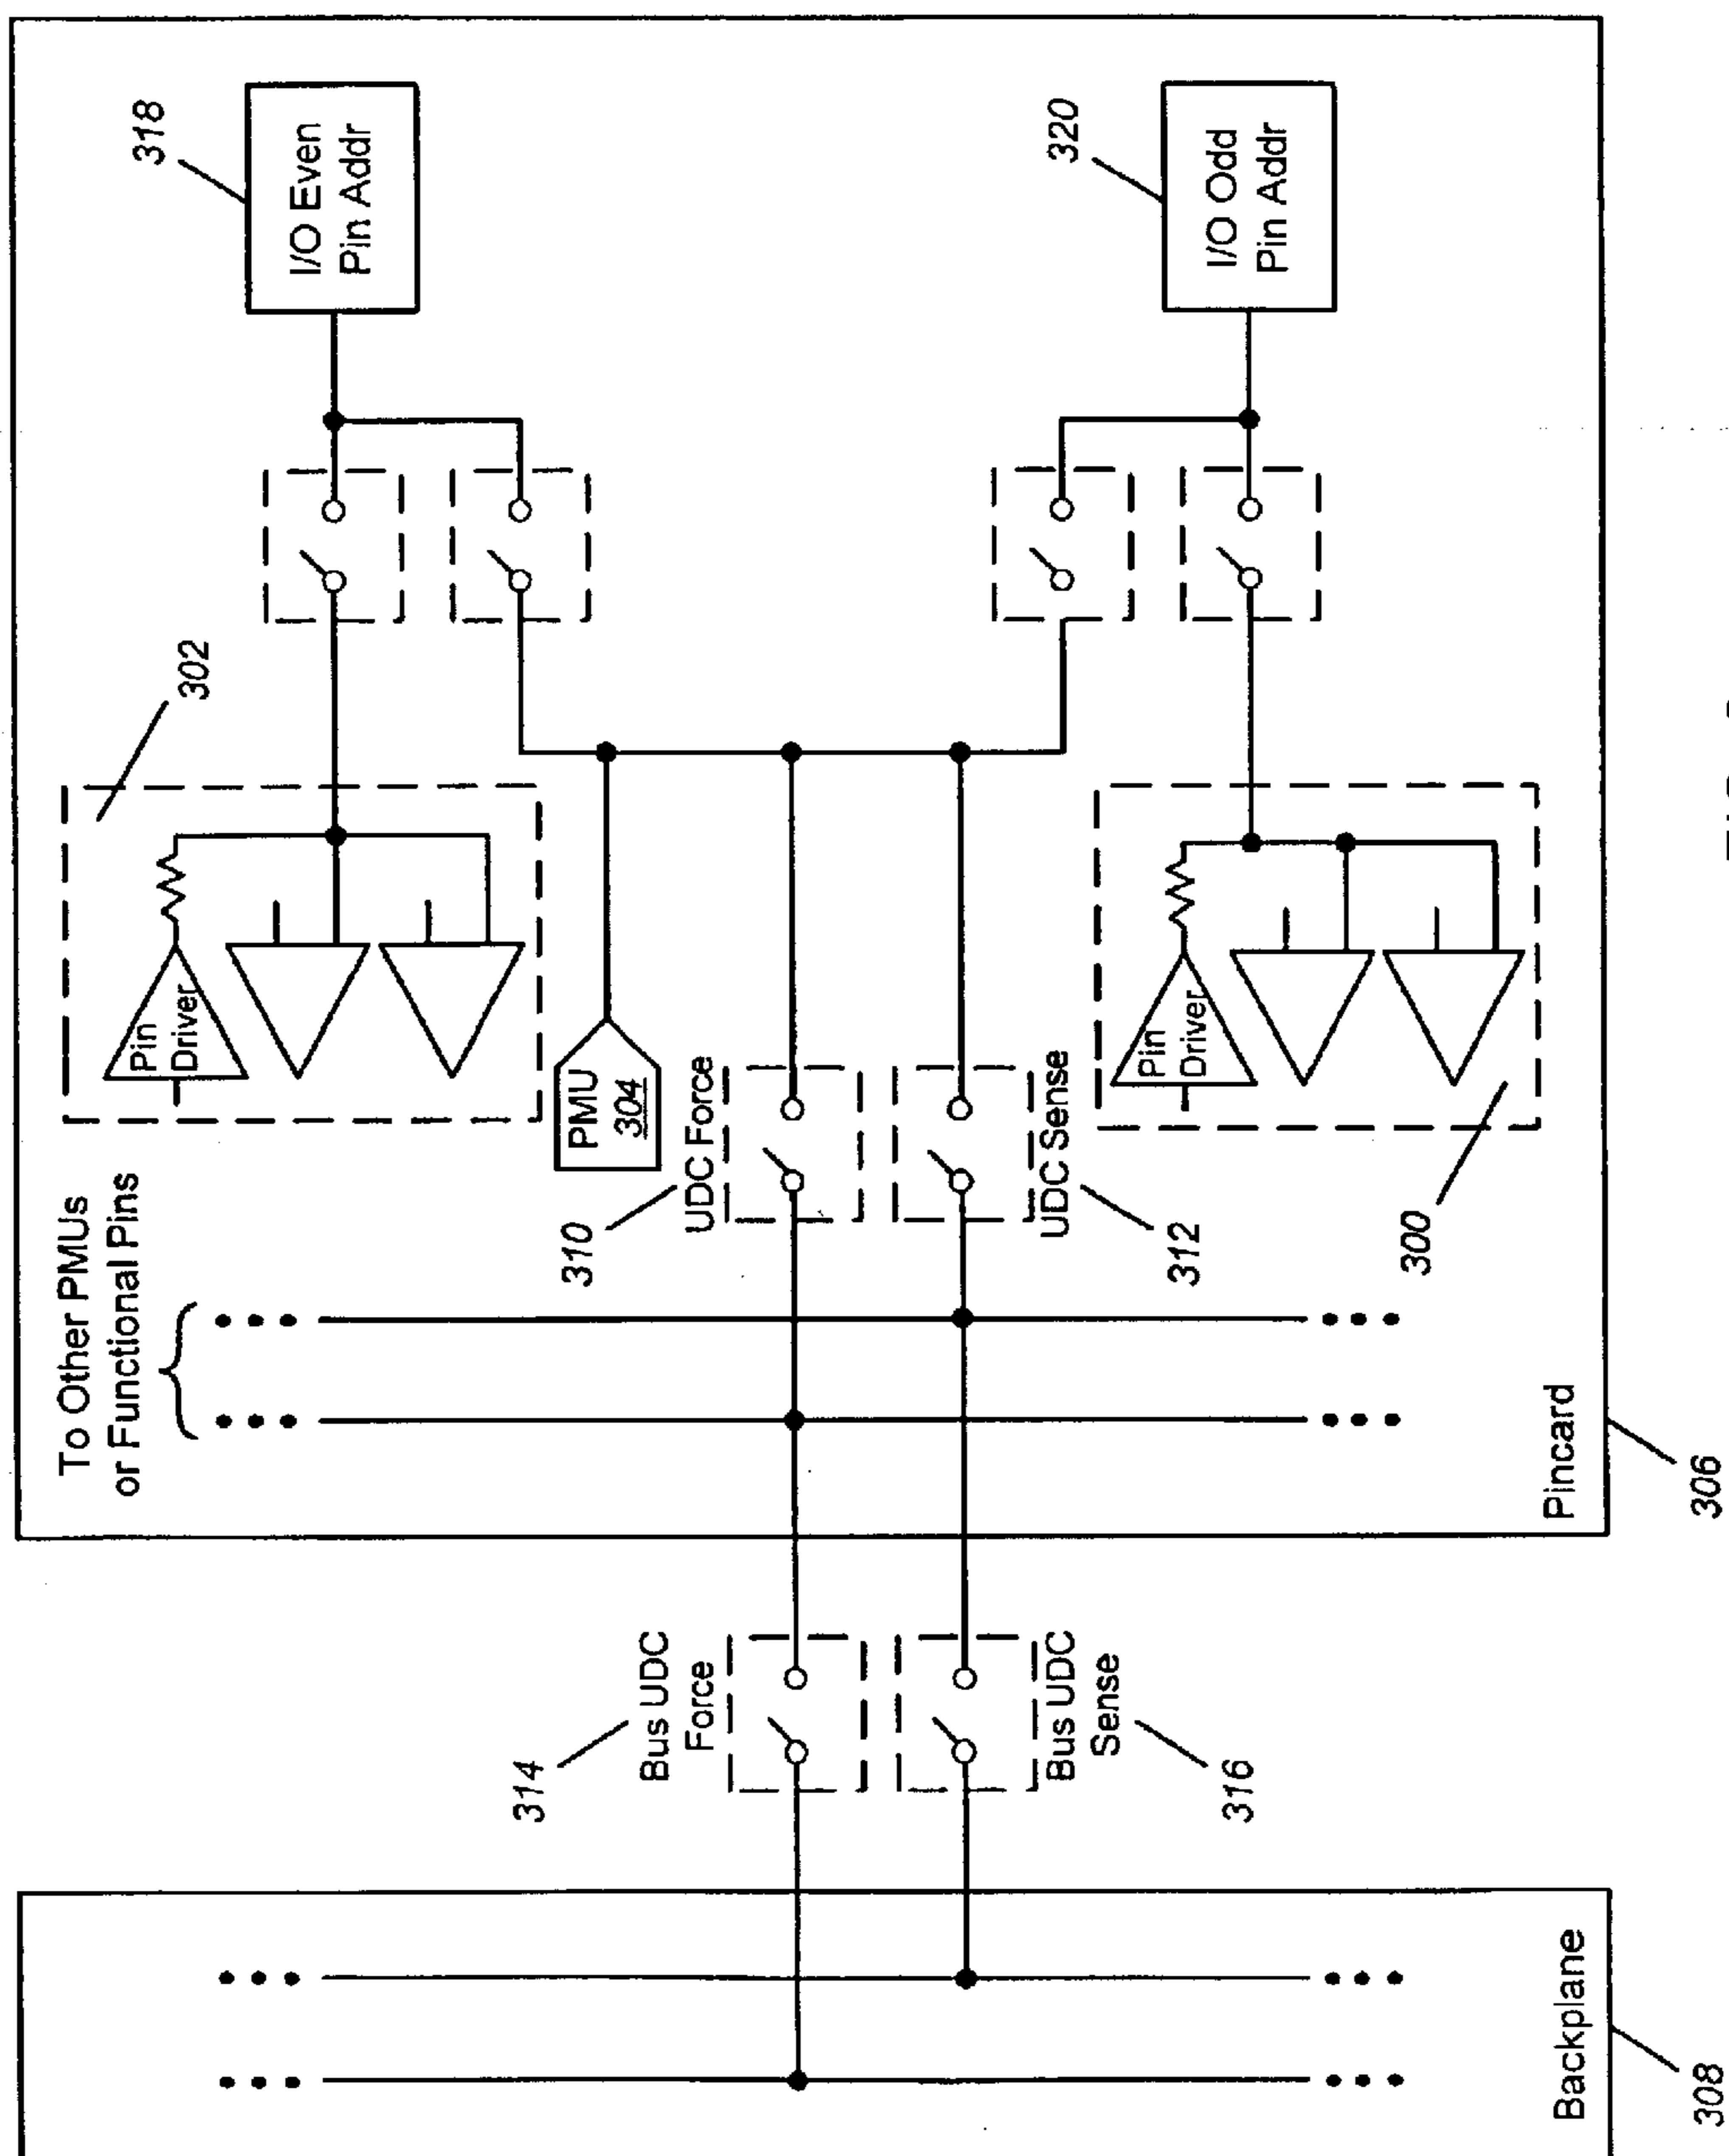 To Other PMUs
or Functional Pins
302
Pin
Driver
318
I/O Even
Pin Addr
PMU
304
310
UDC Force
314
Bus UDC
Force
UDC Sense
312
Bus UDC
Sense
316
320
I/O Odd
Pin Addr
Pin
Driver
300
Backplane
308
Pincard
306